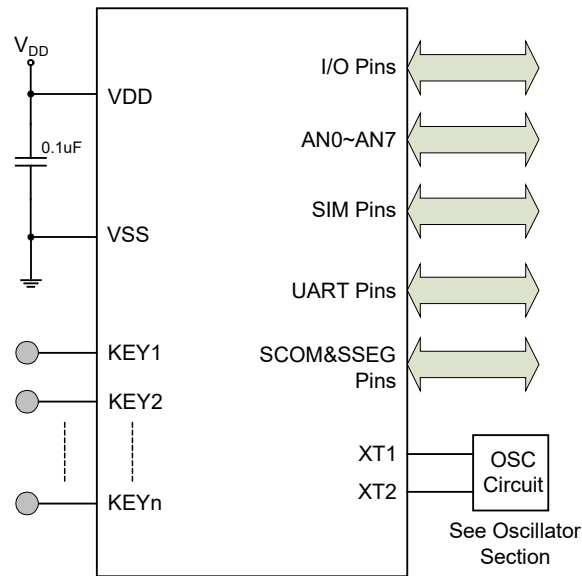 VDD
VDD
0.1uF
VSS
KEY1
KEY2
KEYn
I/O Pins
AN0~AN7
SIM Pins
UART Pins
SCOM&SSEG
Pins
XT1
XT2
OSC
Circuit
See Oscillator
Section